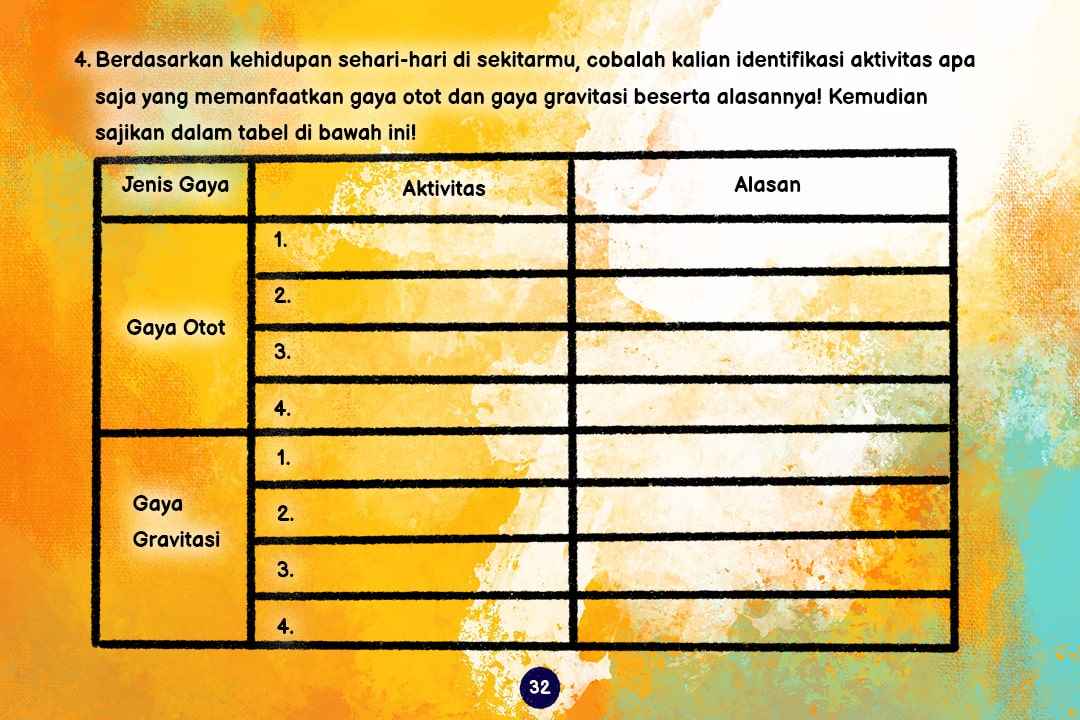 4. Berdasarkan kehidupan sehari-hari di sekitarmu, cobalah kalian identifikasi aktivitas apa
saja yang memanfaatkan gaya otot dan gaya gravitasi beserta alasannya! Kemudian
sajikan dalam tabel di bawah ini!
Jenis Gaya
Aktivitas
Alasan
Gaya Otot
1.
2.
3.
4.
Gaya
Gravitasi
1.
2.
3.
4.
32